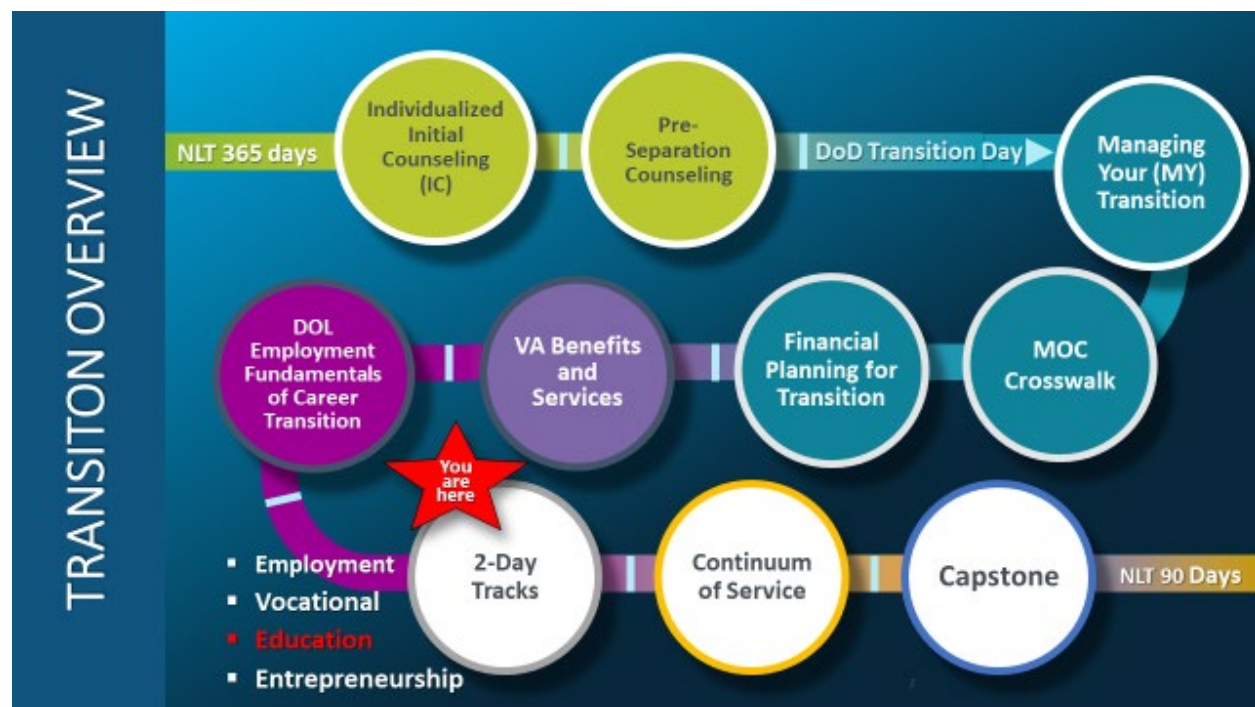 TRANSITON OVERVIEW
NLT 365 days
Individualized
Initial
Counseling
(IC)
Pre-
Separation
Counseling
DoD Transition Day
Managing
Your (MY)
Transition
DOL
Employment
Fundamentals
of Career
Transition
VA Benefits
and
Services
Financial
Planning for
Transition
MOC
Crosswalk
You
are
here
▪ Employment
▪ Vocational
▪ Education
▪ Entrepreneurship
2-Day
Tracks
Continuum
of Service
Capstone
NLT 90 Days